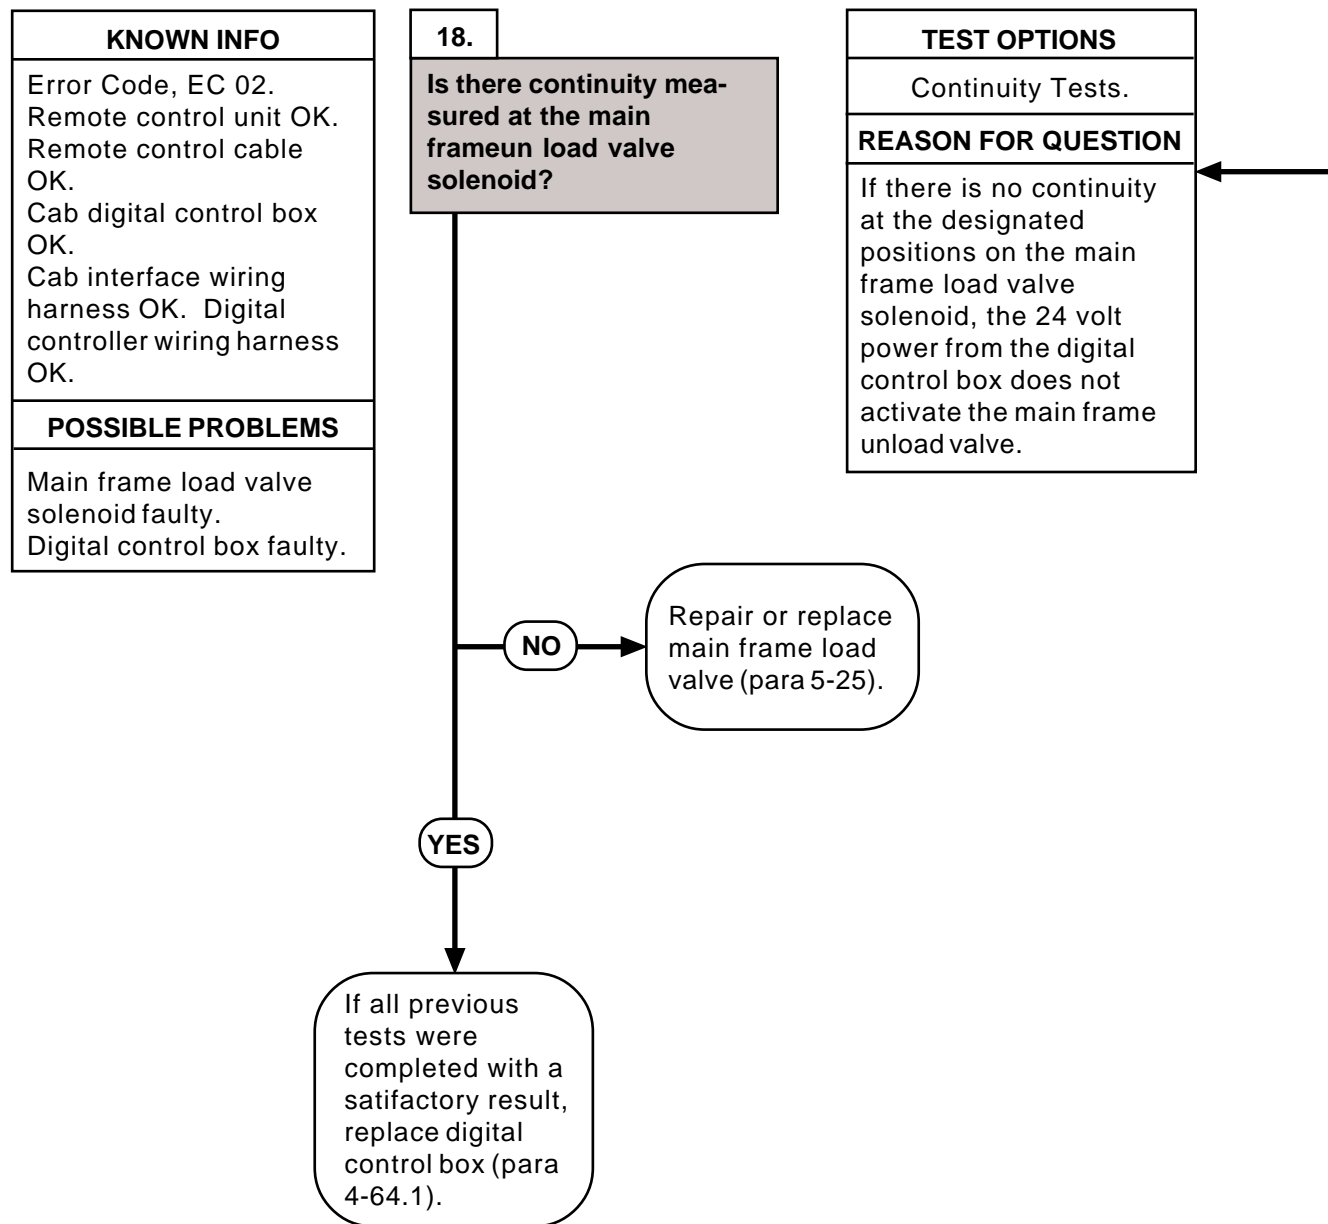 KNOWN INFO
Error Code, EC 02.
Remote control unit OK.
Remote control cable
OK.
Cab digital control box
OK.
Cab interface wiring
harness OK. Digital
controller wiring harness
OK.
POSSIBLE PROBLEMS
Main frame load valve
solenoid faulty.
Digital control box faulty.
18.
Is there continuity mea-
sured at the main
frameun load valve
solenoid?
TEST OPTIONS
Continuity Tests.
REASON FOR QUESTION
If there is no continuity
at the designated
positions on the main
frame load valve
solenoid, the 24 volt
power from the digital
control box does not
activate the main frame
unload valve.
NO
Repair or replace
main frame load
valve (para 5-25).
YES
If all previous
tests were
completed with a
satifactory result,
replace digital
control box (para
4-64.1).